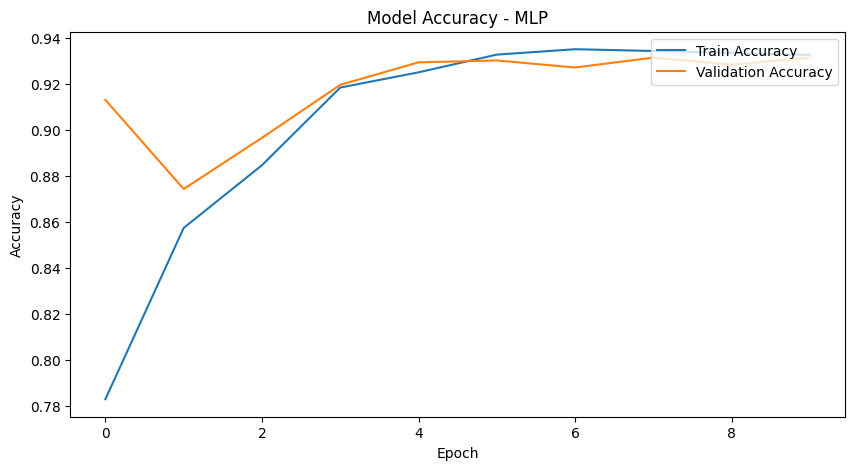 Model Accuracy - MLP
Train Accuracy
Validation Accuracy
0.94
0.92
0.90
0.88
0.86
0.84
0.82
0.80
0.78
Accuracy
0 2 4 6 8
Epoch